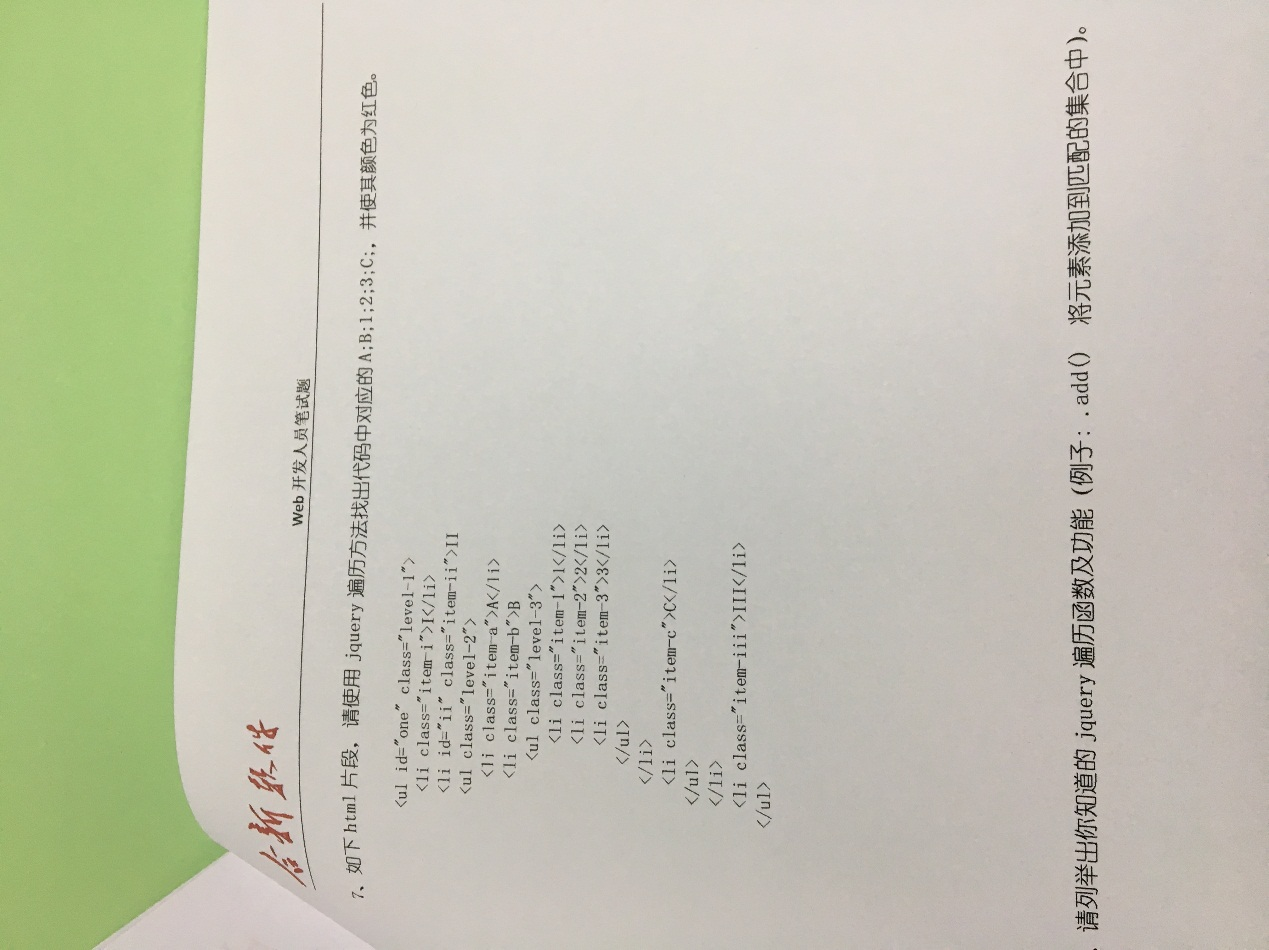 合新软件
Web 开发人员笔试题
7、如下 html 片段，请使用 jquery 遍历方法找出代码中对应的 A;B;1;2;3;C;，并使其颜色为红色。
<ul id="one" class="level-1">
<li class="item-i">I</li>
<li id="ii" class="item-ii">II
<ul class="level-2">
<li class="item-a">A</li>
<li class="item-b">B
<ul class="level-3">
<li class="item-1">1</li>
<li class="item-2">2</li>
<li class="item-3">3</li>
</ul>
</li>
<li class="item-c">C</li>
</ul>
</li>
<li class="item-iii">III</li>
</ul>
请列举出你知道的 jquery 遍历函数及功能（例子：.add() 将元素添加到匹配的集合中）。